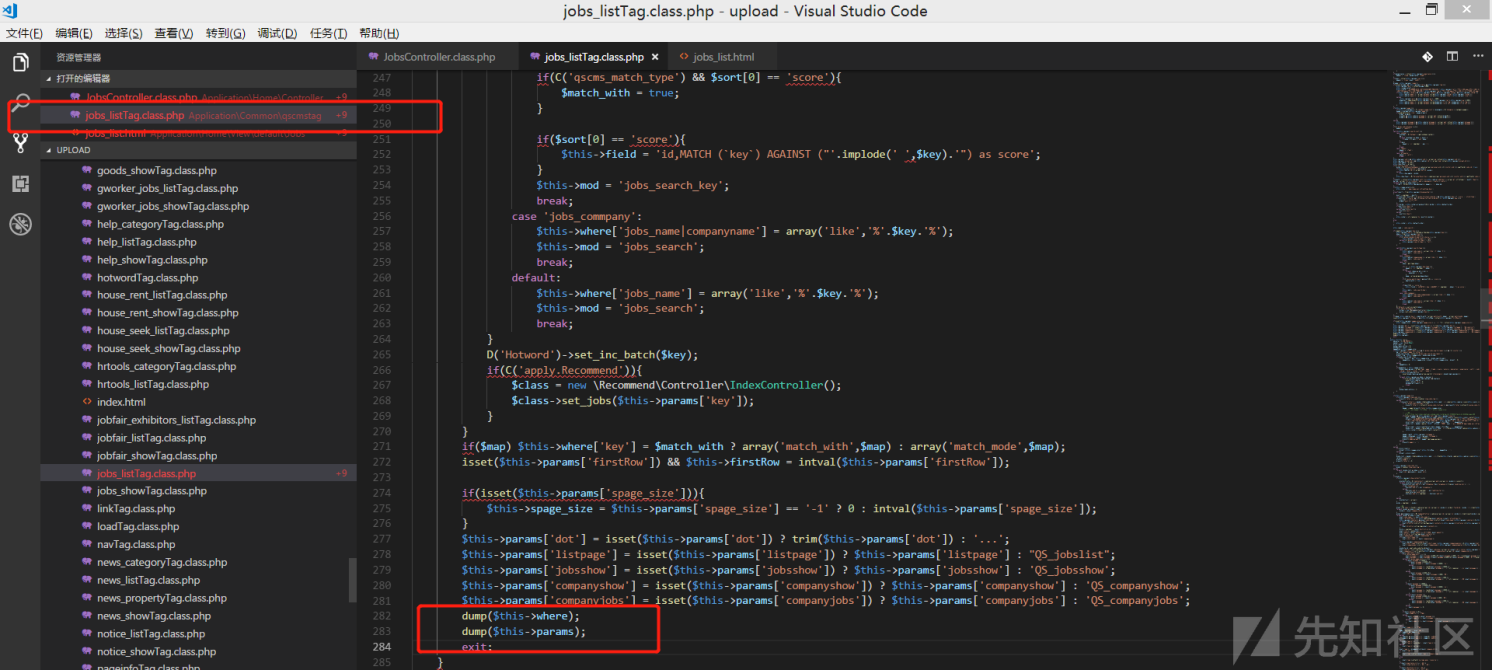 jobs_listTag.class.php - upload - Visual Studio Code
文件(F) 编辑(E) 选择(S) 查看(V) 转到(G) 调试(D) 任务(T) 帮助(H)
资源管理器
打开的编辑器
JobsController.class.php Application\Home\Controller +9
jobs_listTag.class.php Application\Common\qscmstag +9
jobs_list.html Application\Home\View\default\Jobs +9
UPLOAD
goods_showTag.class.php
gworker_jobs_listTag.class.php
gworker_jobs_showTag.class.php
help_categoryTag.class.php
help_listTag.class.php
help_showTag.class.php
hotwordTag.class.php
house_rent_listTag.class.php
house_rent_showTag.class.php
house_seek_listTag.class.php
house_seek_showTag.class.php
hrtools_categoryTag.class.php
hrtools_listTag.class.php
index.html
jobfair_exhibitors_listTag.class.php
jobfair_listTag.class.php
jobfair_showTag.class.php
jobs_listTag.class.php +9
jobs_showTag.class.php
linkTag.class.php
loadTag.class.php
navTag.class.php
news_categoryTag.class.php
news_listTag.class.php
news_propertyTag.class.php
news_showTag.class.php
notice_listTag.class.php
notice_showTag.class.php
pageinfoTag.class.php
JobsController.class.php jobs_listTag.class.php jobs_list.html
247 if(C('qscms_match_type') && $sort[0] == 'score'){
248 $match_with = true;
249 }
250
251 if($sort[0] == 'score'){
252 $this->field = 'id,MATCH (`key`) AGAINST ("'.implode(' ',$key).'") as score';
253 }
254 $this->mod = 'jobs_search_key';
255 break;
256 case 'jobs_commpany':
257 $this->where['jobs_name|companyname'] = array('like','%'.$key.'%');
258 $this->mod = 'jobs_search';
259 break;
260 default:
261 $this->where['jobs_name'] = array('like','%'.$key.'%');
262 $this->mod = 'jobs_search';
263 break;
264 }
265 D('Hotword')->set_inc_batch($key);
266 if(C('apply.Recommend')){
267 $class = new \Recommend\Controller\IndexController();
268 $class->set_jobs($this->params['key']);
269 }
270 }
271 if($map) $this->where['key'] = $match_with ? array('match_with',$map) : array('match_mode',$map);
272 isset($this->params['firstRow']) && $this->firstRow = intval($this->params['firstRow']);
273
274 if(isset($this->params['spage_size'])){
275 $this->spage_size = $this->params['spage_size'] == '-1' ? 0 : intval($this->params['spage_size']);
276 }
277 $this->params['dot'] = isset($this->params['dot']) ? trim($this->params['dot']) : '...';
278 $this->params['listpage'] = isset($this->params['listpage']) ? $this->params['listpage'] : "QS_jobslist";
279 $this->params['jobsshow'] = isset($this->params['jobsshow']) ? $this->params['jobsshow'] : 'QS_jobsshow';
280 $this->params['companyshow'] = isset($this->params['companyshow']) ? $this->params['companyshow'] : 'QS_companyshow';
281 $this->params['companyjobs'] = isset($this->params['companyjobs']) ? $this->params['companyjobs'] : 'QS_companyjobs';
282 dump($this->where);
283 dump($this->params);
284 exit;
285 }
先知社区